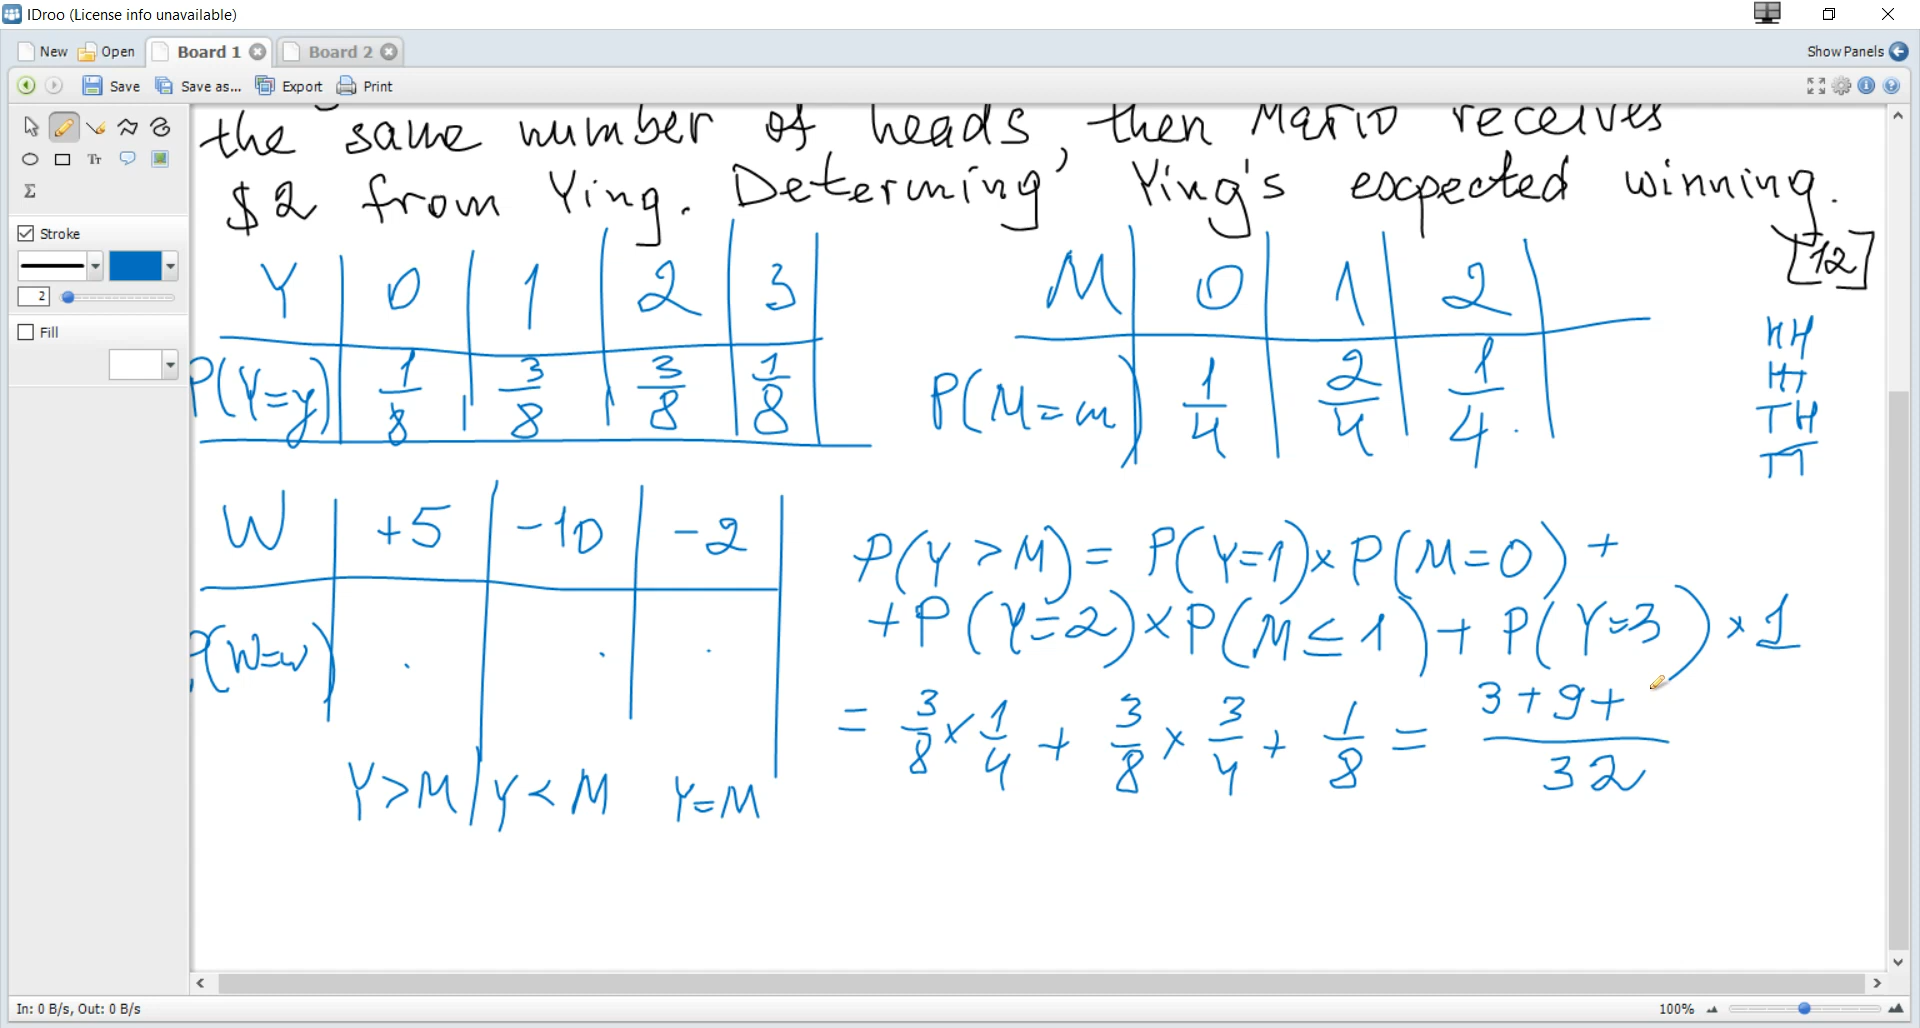 IDroo (License info unavailable)
New Open Board 1 Board 2 Show Panels
Save Save as... Export Print
the same number of heads, then Mario receives
$2 from Ying. Determining Ying's expected winning.
[12]
Stroke
2
Fill
Y 0 1 2 3
P(Y=y) 1/8 3/8 3/8 1/8
M 0 1 2
P(M=m) 1/4 2/4 1/4
HH
HT
TH
TT
W +5 -10 -2
P(W=w) . . .
Y>M Y<M Y=M
P(Y>M) = P(Y=1)×P(M=0) +
+P(Y=2)×P(M≤1)+P(Y=3)×1
= 3/8 × 1/4 + 3/8 × 3/4 + 1/8 = 3+9+ / 32
In: 0 B/s, Out: 0 B/s 100%